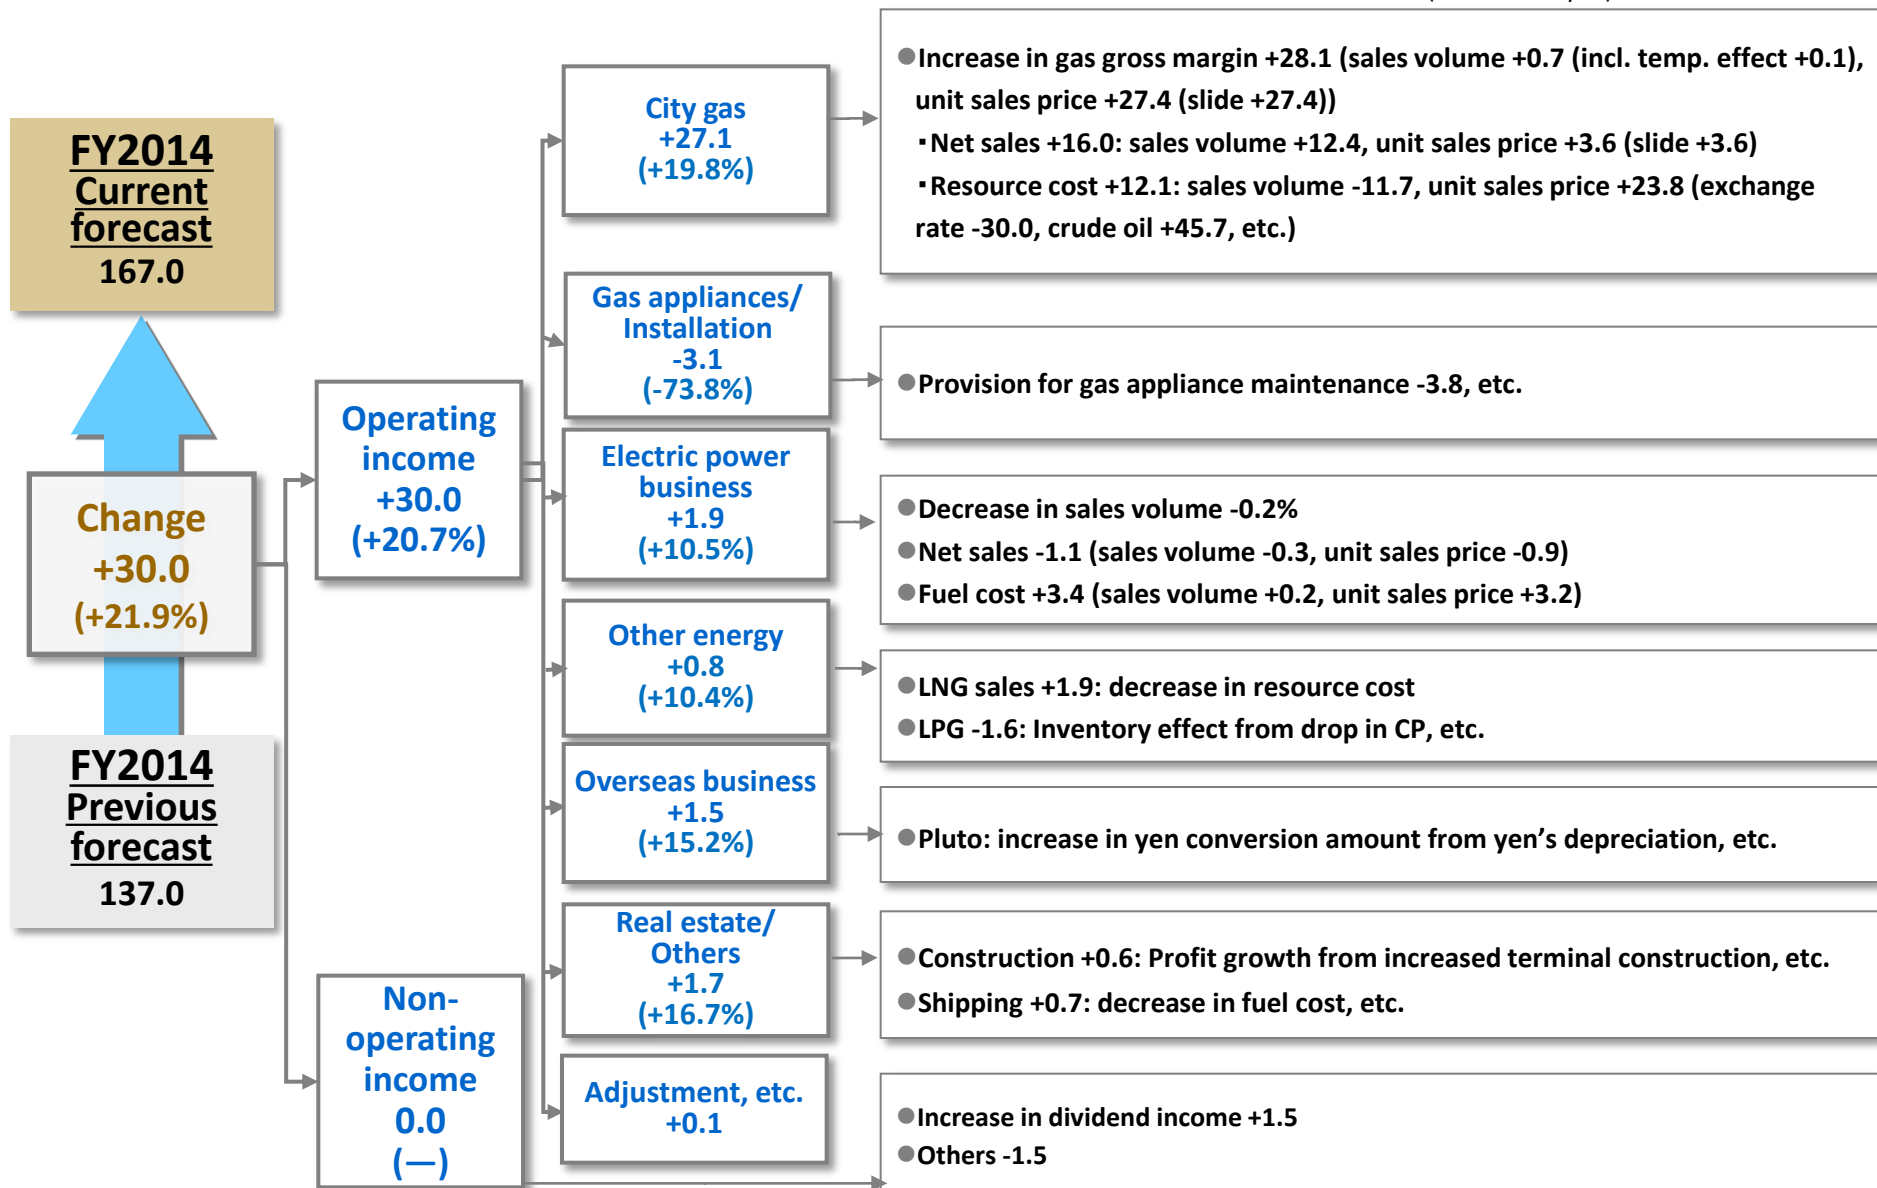 FY2014
Current
forecast
167.0
Change
+30.0
(+21.9%)
FY2014
Previous
forecast
137.0
Operating
income
+30.0
(+20.7%)
Non-
operating
income
0.0
(—)
City gas
+27.1
(+19.8%)
Gas appliances/
Installation
-3.1
(-73.8%)
Electric power
business
+1.9
(+10.5%)
Other energy
+0.8
(+10.4%)
Overseas business
+1.5
(+15.2%)
Real estate/
Others
+1.7
(+16.7%)
Adjustment, etc.
+0.1
●Increase in gas gross margin +28.1 (sales volume +0.7 (incl. temp. effect +0.1),
unit sales price +27.4 (slide +27.4))
・Net sales +16.0: sales volume +12.4, unit sales price +3.6 (slide +3.6)
・Resource cost +12.1: sales volume -11.7, unit sales price +23.8 (exchange
rate -30.0, crude oil +45.7, etc.)
●Provision for gas appliance maintenance -3.8, etc.
●Decrease in sales volume -0.2%
●Net sales -1.1 (sales volume -0.3, unit sales price -0.9)
●Fuel cost +3.4 (sales volume +0.2, unit sales price +3.2)
●LNG sales +1.9: decrease in resource cost
●LPG -1.6: Inventory effect from drop in CP, etc.
●Pluto: increase in yen conversion amount from yen’s depreciation, etc.
●Construction +0.6: Profit growth from increased terminal construction, etc.
●Shipping +0.7: decrease in fuel cost, etc.
●Increase in dividend income +1.5
●Others -1.5